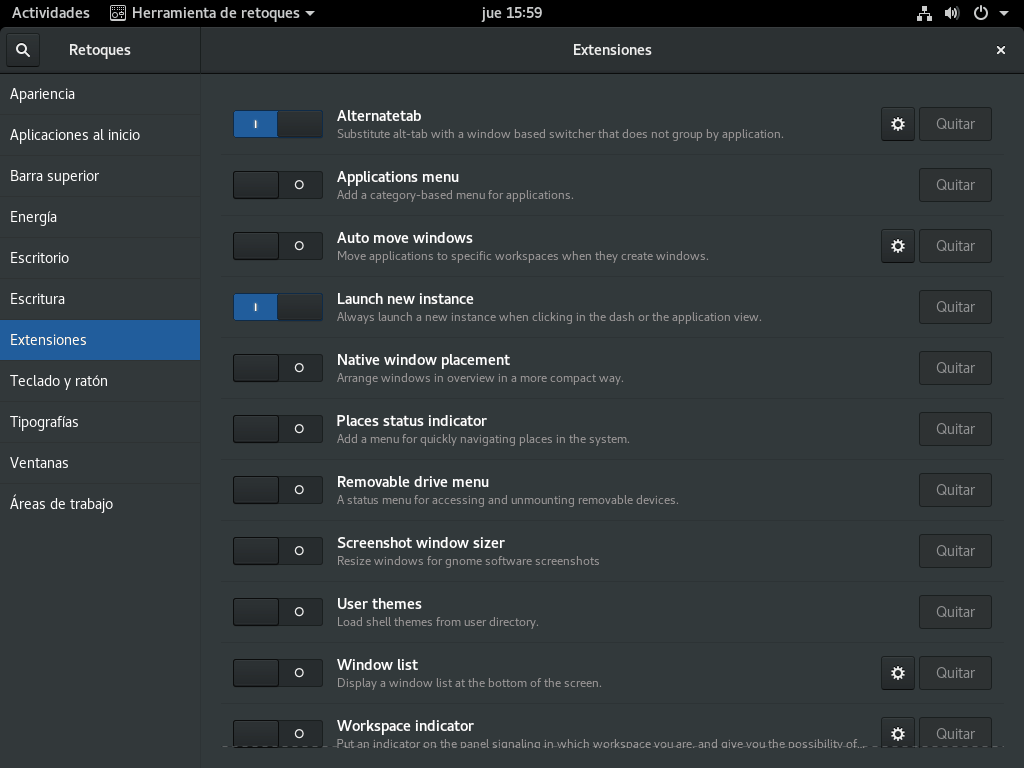 Actividades
Herramienta de retoques
jue 15:59
Retoques
Extensiones
Apariencia
Aplicaciones al inicio
Barra superior
Energía
Escritorio
Escritura
Extensiones
Teclado y ratón
Tipografías
Ventanas
Áreas de trabajo
Alternatetab
Substitute alt-tab with a window based switcher that does not group by application.
Quitar
Applications menu
Add a category-based menu for applications.
Quitar
Auto move windows
Move applications to specific workspaces when they create windows.
Quitar
Launch new instance
Always launch a new instance when clicking in the dash or the application view.
Quitar
Native window placement
Arrange windows in overview in a more compact way.
Quitar
Places status indicator
Add a menu for quickly navigating places in the system.
Quitar
Removable drive menu
A status menu for accessing and unmounting removable devices.
Quitar
Screenshot window sizer
Resize windows for gnome software screenshots
Quitar
User themes
Load shell themes from user directory.
Quitar
Window list
Display a window list at the bottom of the screen.
Quitar
Workspace indicator
Put an indicator on the panel signaling in which workspace you are, and give you the possibility of…
Quitar